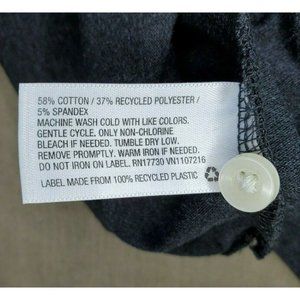 58% COTTON / 37% RECYCLED POLYESTER /
5% SPANDEX
MACHINE WASH COLD WITH LIKE COLORS.
GENTLE CYCLE. ONLY NON-CHLORINE
BLEACH IF NEEDED. TUMBLE DRY LOW.
REMOVE PROMPTLY. WARM IRON IF NEEDED.
DO NOT IRON ON LABEL. RN17730 VN1107216
LABEL MADE FROM 100% RECYCLED PLASTIC